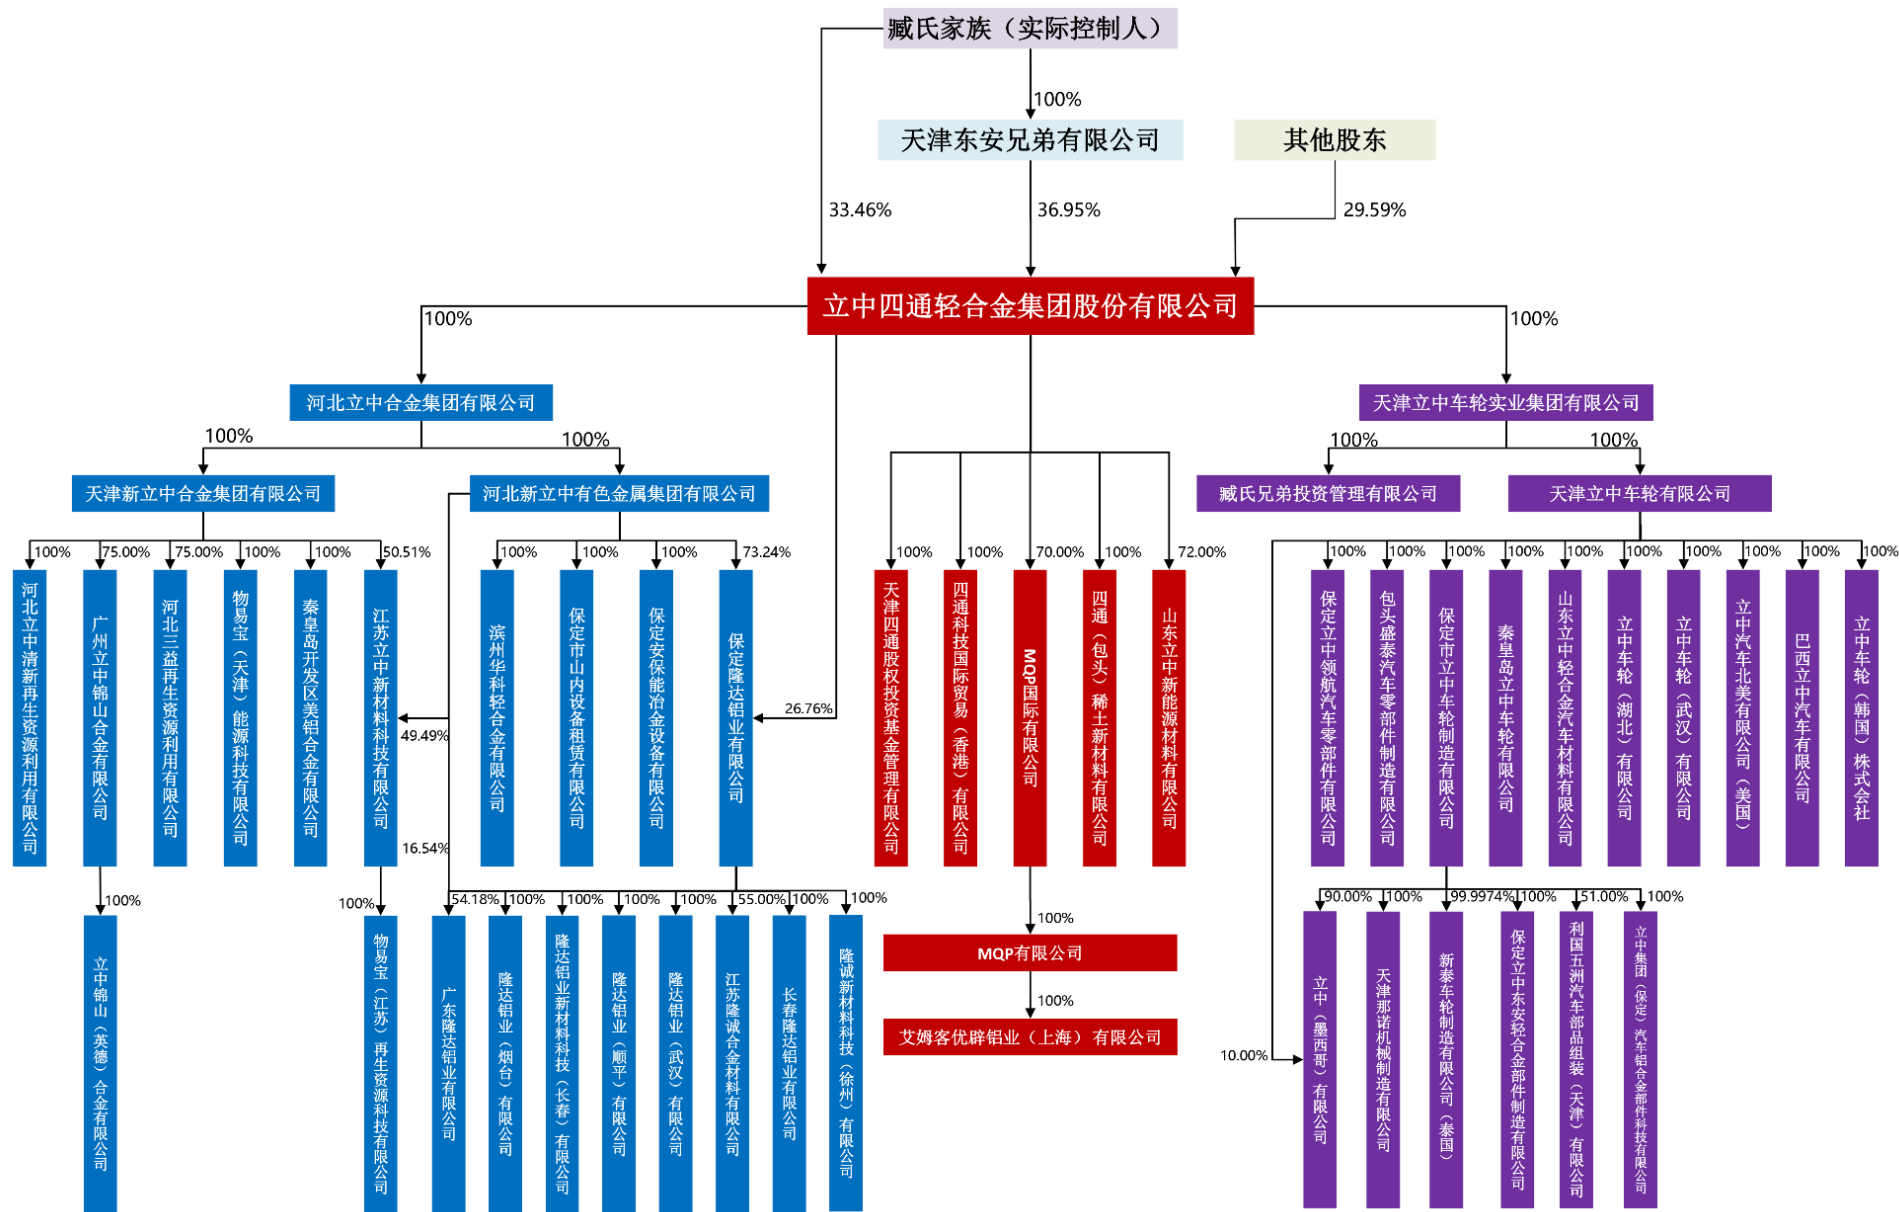 臧氏家族（实际控制人）
100%
天津东安兄弟有限公司
其他股东
33.46%
36.95%
29.59%
立中四通轻合金集团股份有限公司
100%
100%
河北立中合金集团有限公司
天津立中车轮实业集团有限公司
100%
100%
100%
100%
天津新立中合金集团有限公司
河北新立中有色金属集团有限公司
臧氏兄弟投资管理有限公司
天津立中车轮有限公司
100%
75.00%
75.00%
100%
100%
50.51%
100%
100%
100%
73.24%
100%
100%
70.00%
100%
72.00%
100%
100%
100%
100%
100%
100%
100%
100%
100%
100%
河北立中清新再生资源利用有限公司
广州立中锦山合金有限公司
河北三益再生资源利用有限公司
物易宝（天津）能源科技有限公司
秦皇岛开发区美铝合金有限公司
江苏立中新材料科技有限公司
滨州华科轻合金有限公司
保定市山内设备租赁有限公司
保定安保能冶金设备有限公司
保定隆达铝业有限公司
天津四通股权投资基金管理有限公司
四通科技国际贸易（香港）有限公司
MQP国际有限公司
四通（包头）稀土新材料有限公司
山东立中新能源材料有限公司
保定立中领航汽车零部件有限公司
包头盛泰汽车零部件制造有限公司
保定市立中车轮制造有限公司
秦皇岛立中车轮有限公司
山东立中轻合金汽车材料有限公司
立中车轮（湖北）有限公司
立中车轮（武汉）有限公司
立中汽车北美有限公司（美国）
巴西立中汽车有限公司
立中车轮（韩国）株式会社
49.49%
26.76%
16.54%
100%
100%
54.18%
100%
100%
100%
100%
55.00%
100%
100%
100%
90.00%
100%
99.9974%
100%
51.00%
100%
立中锦山（英德）合金有限公司
物易宝（江苏）再生资源科技有限公司
广东隆达铝业有限公司
隆达铝业（烟台）有限公司
隆达铝业新材料科技（长春）有限公司
隆达铝业（顺平）有限公司
隆达铝业（武汉）有限公司
江苏隆诚合金材料有限公司
长春隆达铝业有限公司
隆诚新材料科技（徐州）有限公司
MQP有限公司
100%
艾姆客优辟铝业（上海）有限公司
10.00%
立中（墨西哥）有限公司
天津那诺机械制造有限公司
新泰车轮制造有限公司（泰国）
保定立中东安轻合金部件制造有限公司
利国五洲汽车部品组装（天津）有限公司
立中集团（保定）汽车铝合金部件科技有限公司